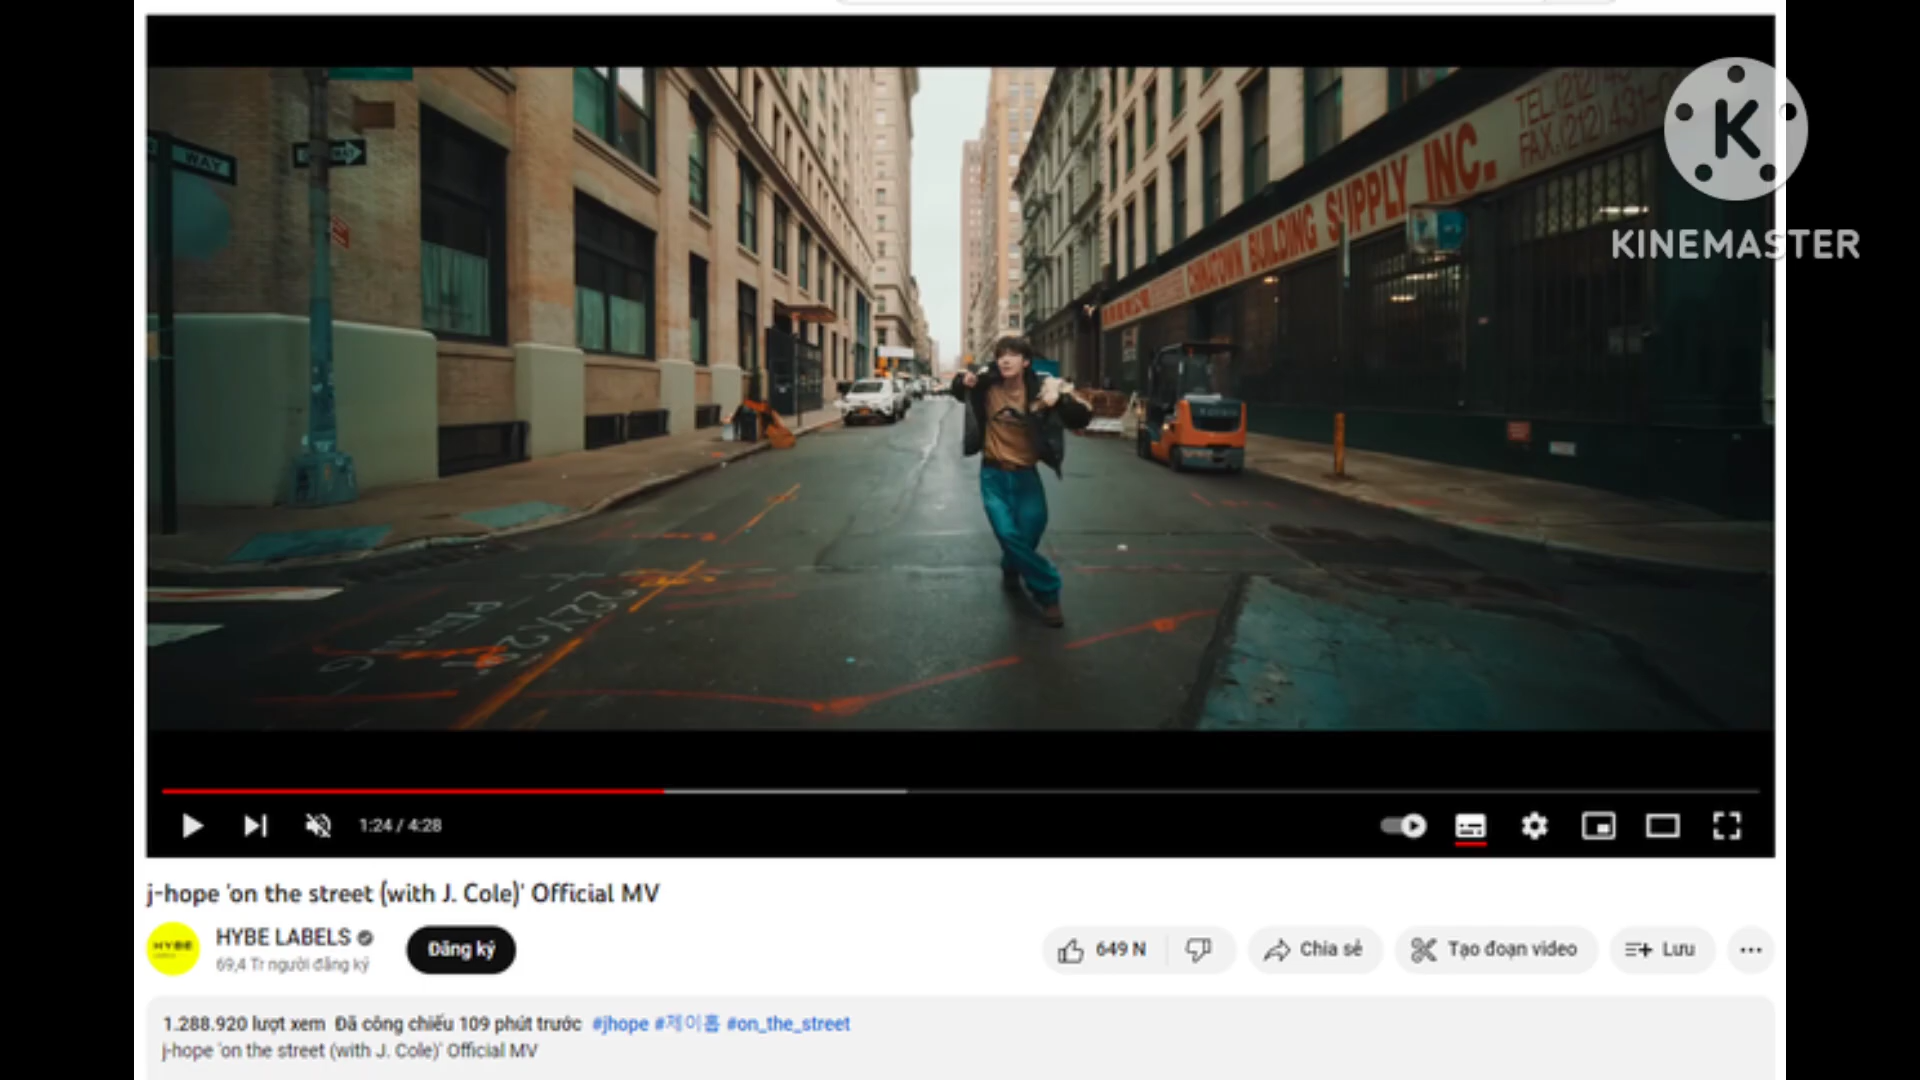 WAY
TEL (212)
FAX. (212) 431-
CHINATOWN BUILDING SUPPLY INC.
K
KINEMASTER
1:24 / 4:28
j-hope 'on the street (with J. Cole)' Official MV
HYBE
HYBE LABELS
Đăng ký
649 N
Chia sẻ
Tạo đoạn video
Lưu
69,4 Tr người đăng ký
1.288.920 lượt xem Đã công chiếu 109 phút trước #jhope #제이홉 #on_the_street
j-hope 'on the street (with J. Cole)' Official MV